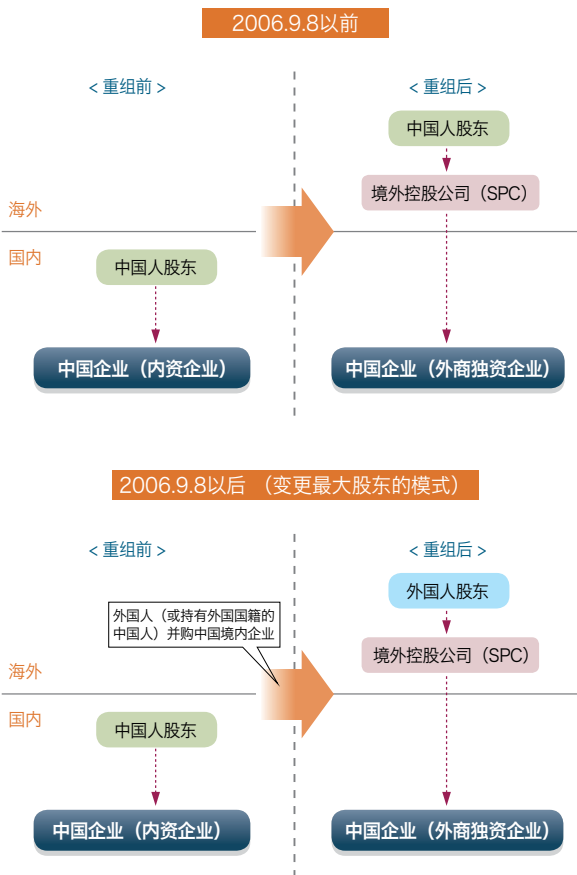 2006.9.8以前
< 重组前 >
< 重组后 >
中国人股东
境外控股公司（SPC）
海外
国内
中国人股东
中国企业（内资企业）
中国企业（外商独资企业）
2006.9.8以后 （变更最大股东的模式）
< 重组前 >
< 重组后 >
外国人股东
外国人（或持有外国国籍的
中国人）并购中国境内企业
境外控股公司（SPC）
海外
国内
中国人股东
中国企业（内资企业）
中国企业（外商独资企业）